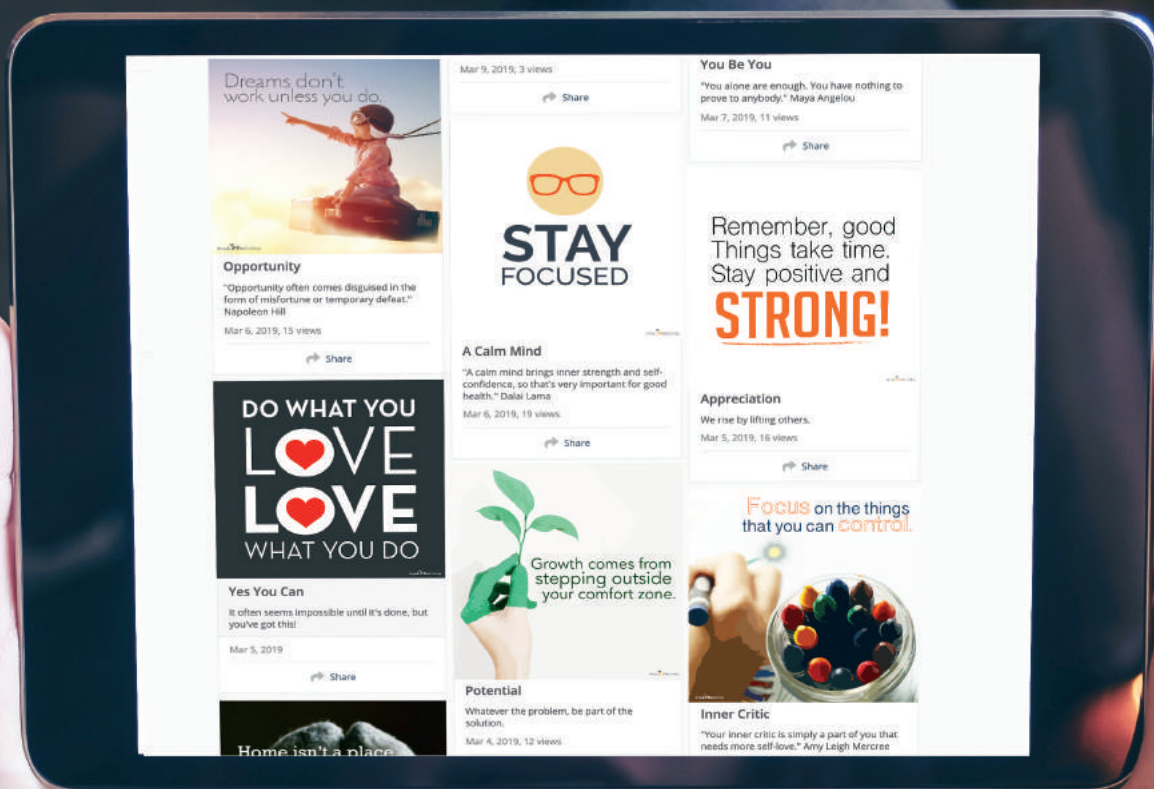 Dreams don't
work unless you do.
Opportunity
"Opportunity often comes disguised in the
form of misfortune or temporary defeat."
Napoleon Hill
Mar 6, 2019, 15 views
Share
DO WHAT YOU
LOVE
LOVE
WHAT YOU DO
Yes You Can
It often seems impossible until it's done, but
you've got this!
Mar 5, 2019
Share
Home isn't a place
Mar 9, 2019, 3 views
Share
STAY
FOCUSED
A Calm Mind
"A calm mind brings inner strength and self-
confidence, so that's very important for good
health." Dalai Lama
Mar 6, 2019, 19 views
Share
Growth comes from
stepping outside
your comfort zone.
Potential
Whatever the problem, be part of the
solution.
Mar 4, 2019, 12 views
You Be You
"You alone are enough. You have nothing to
prove to anybody." Maya Angelou
Mar 7, 2019, 11 views
Share
Remember, good
Things take time.
Stay positive and
STRONG!
Appreciation
We rise by lifting others.
Mar 5, 2019, 16 views
Share
Focus on the things
that you can control.
Inner Critic
"Your inner critic is simply a part of you that
needs more self-love." Amy Leigh Mercree